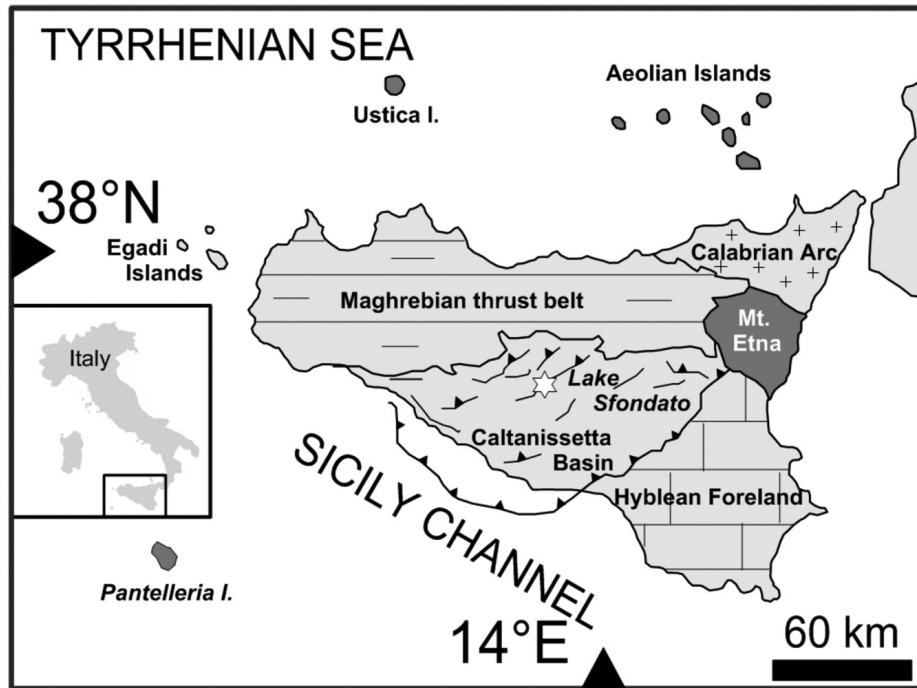 TYRRHENIAN SEA
Ustica I.
Aeolian Islands
38°N
Egadi
Islands
Calabrian Arc
Maghrebian thrust belt
Mt.
Etna
Italy
Lake
Sfondato
Caltanissetta
Basin
SICILY CHANNEL
Hyblean Foreland
Pantelleria I.
14°E
60 km